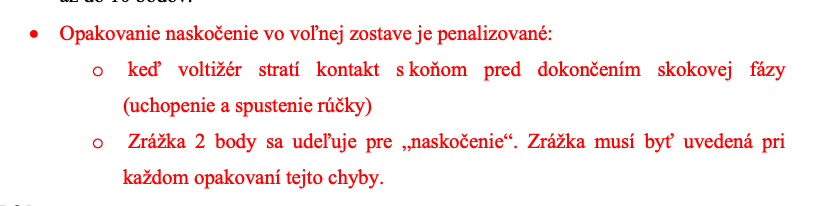 • Opakovanie naskočenie vo voľnej zostave je penalizované:
o keď voltižér stratí kontakt s koňom pred dokončením skokovej fázy
(uchopenie a spustenie rúčky)
o Zrážka 2 body sa udeľuje pre „naskočenie“. Zrážka musí byť uvedená pri
každom opakovaní tejto chyby.